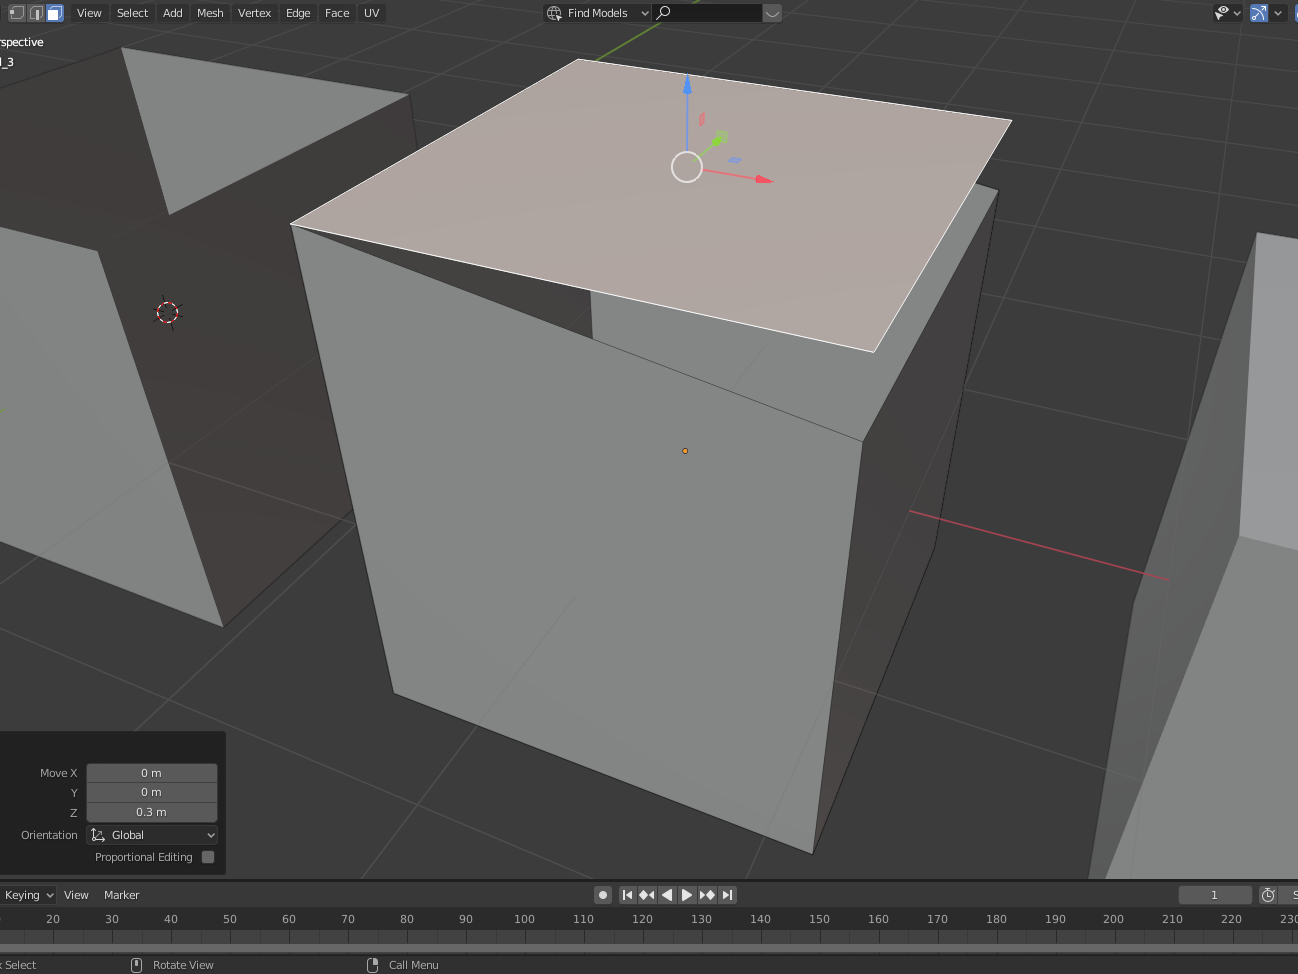 View Select Add Mesh Vertex Edge Face UV Find Models
rspective
_3
Move X 0 m
Y 0 m
Z 0.3 m
Orientation Global
Proportional Editing
Keying View Marker 1 S
20 30 40 50 60 70 80 90 100 110 120 130 140 150 160 170 180 190 200 210 220 230
Select Rotate View Call Menu